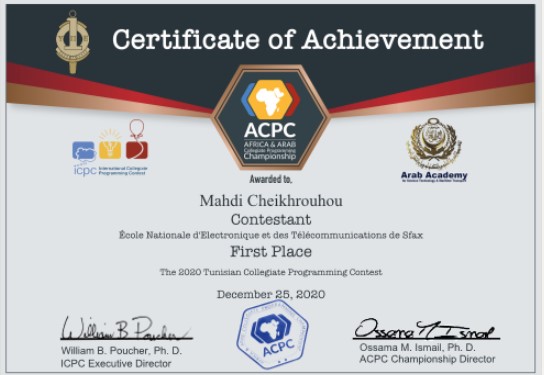 Certificate of Achievement
ACPC
AFRICA & ARAB
Collegiate Programming
Championship
icpc
International Collegiate
Programming Contest
Arab Academy
for Science Technology & Maritime Transport
Awarded to,
Mahdi Cheikhrouhou
Contestant
École Nationale d'Electronique et des Télécommunications de Sfax
First Place
The 2020 Tunisian Collegiate Programming Contest
December 25, 2020
William B Poucher
William B. Poucher, Ph. D.
ICPC Executive Director
ACPC
Ossama M Ismail
Ossama M. Ismail, Ph. D.
ACPC Championship Director